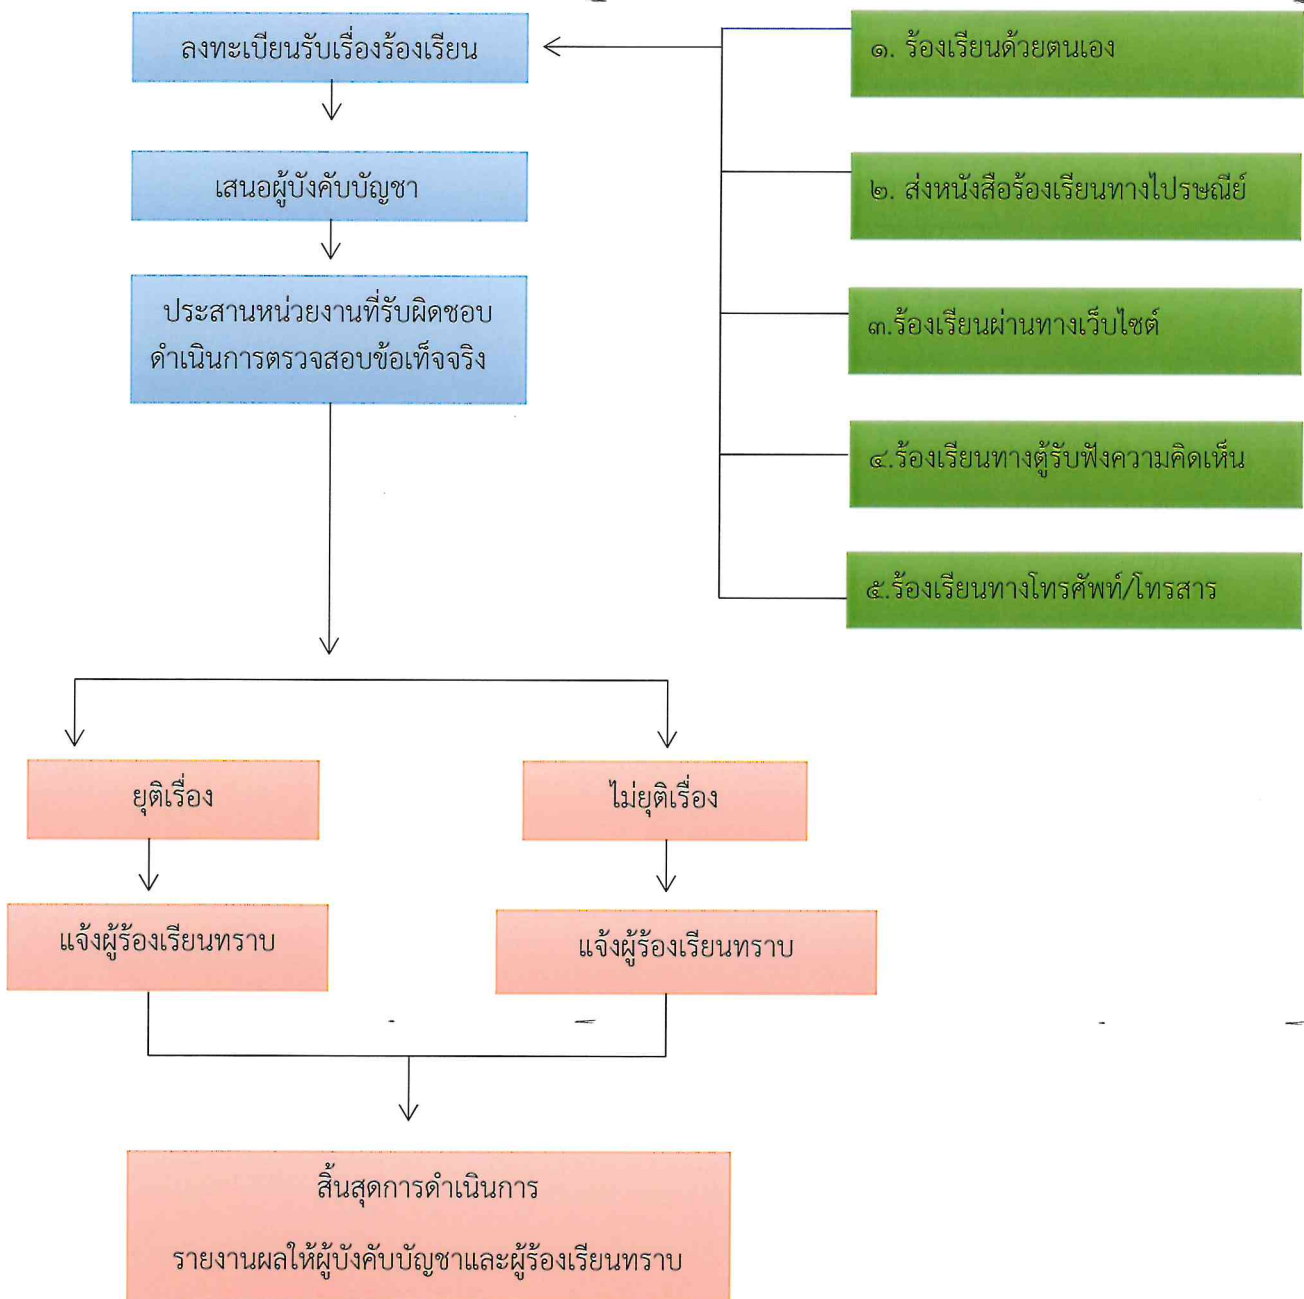 ลงทะเบียนรับเรื่องร้องเรียน
เสนอผู้บังคับบัญชา
ประสานหน่วยงานที่รับผิดชอบ
ดำเนินการตรวจสอบข้อเท็จจริง
๑. ร้องเรียนด้วยตนเอง
๒. ส่งหนังสือร้องเรียนทางไปรษณีย์
๓.ร้องเรียนผ่านทางเว็บไซต์
๔.ร้องเรียนทางตู้รับฟังความคิดเห็น
๕.ร้องเรียนทางโทรศัพท์/โทรสาร
ยุติเรื่อง
ไม่ยุติเรื่อง
แจ้งผู้ร้องเรียนทราบ
แจ้งผู้ร้องเรียนทราบ
สิ้นสุดการดำเนินการ
รายงานผลให้ผู้บังคับบัญชาและผู้ร้องเรียนทราบ